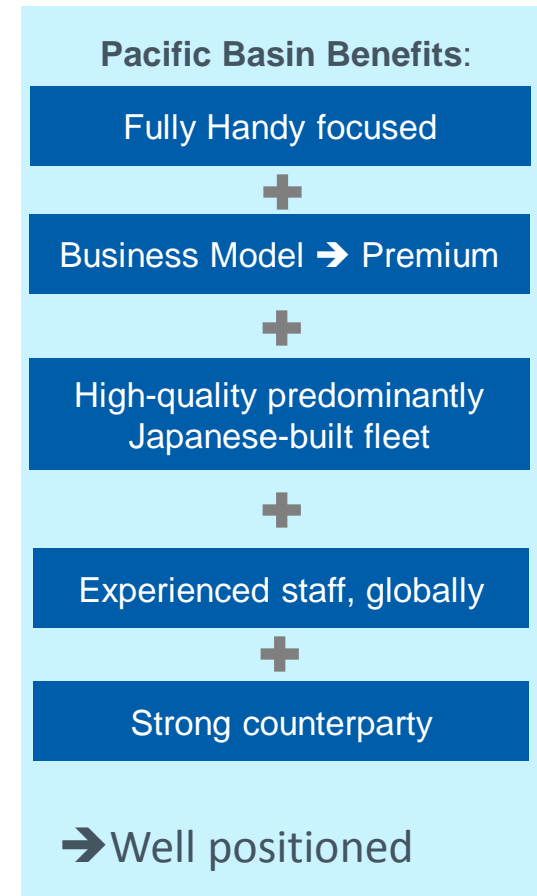 Pacific Basin Benefits:
Fully Handy focused
+
Business Model ➔ Premium
+
High-quality predominantly
Japanese-built fleet
+
Experienced staff, globally
+
Strong counterparty
➔Well positioned